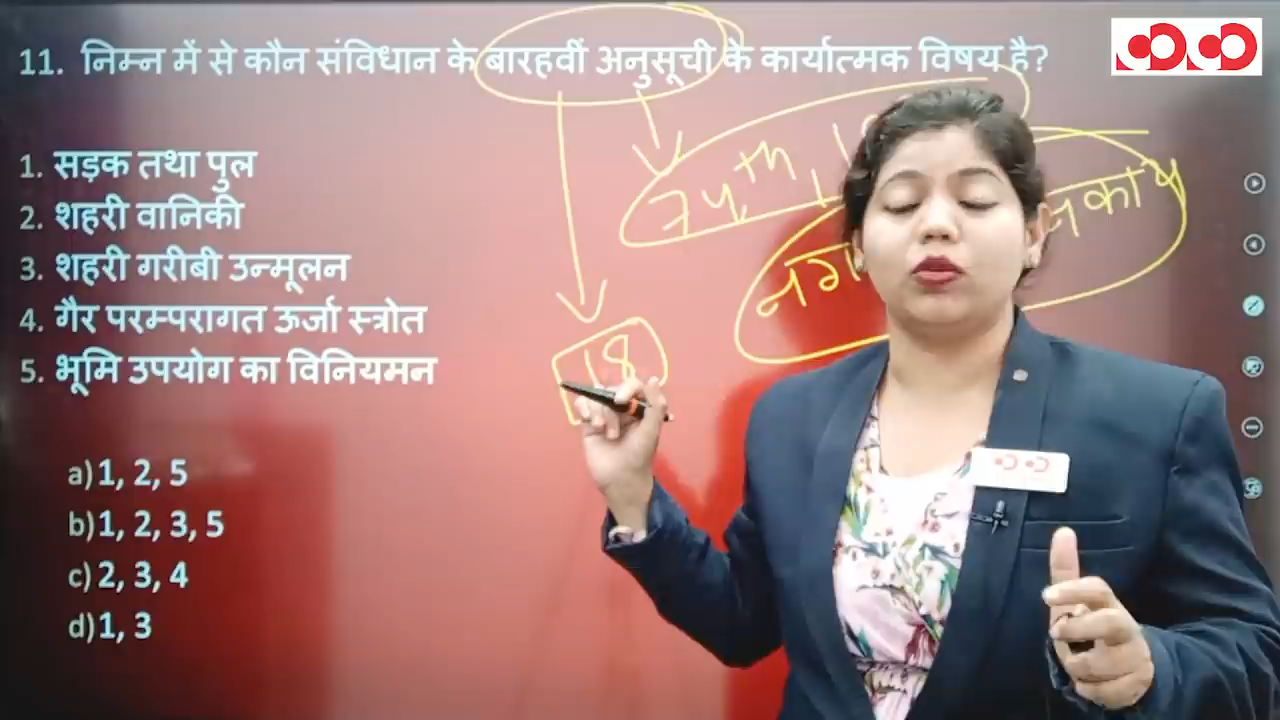 11. निम्न में से कौन संविधान के बारहवीं अनुसूची के कार्यात्मक विषय है?
74th
1. सड़क तथा पुल
2. शहरी वानिकी
3. शहरी गरीबी उन्मूलन
4. गैर परम्परागत ऊर्जा स्त्रोत
5. भूमि उपयोग का विनियमन
18
a) 1, 2, 5
b) 1, 2, 3, 5
c) 2, 3, 4
d) 1, 3